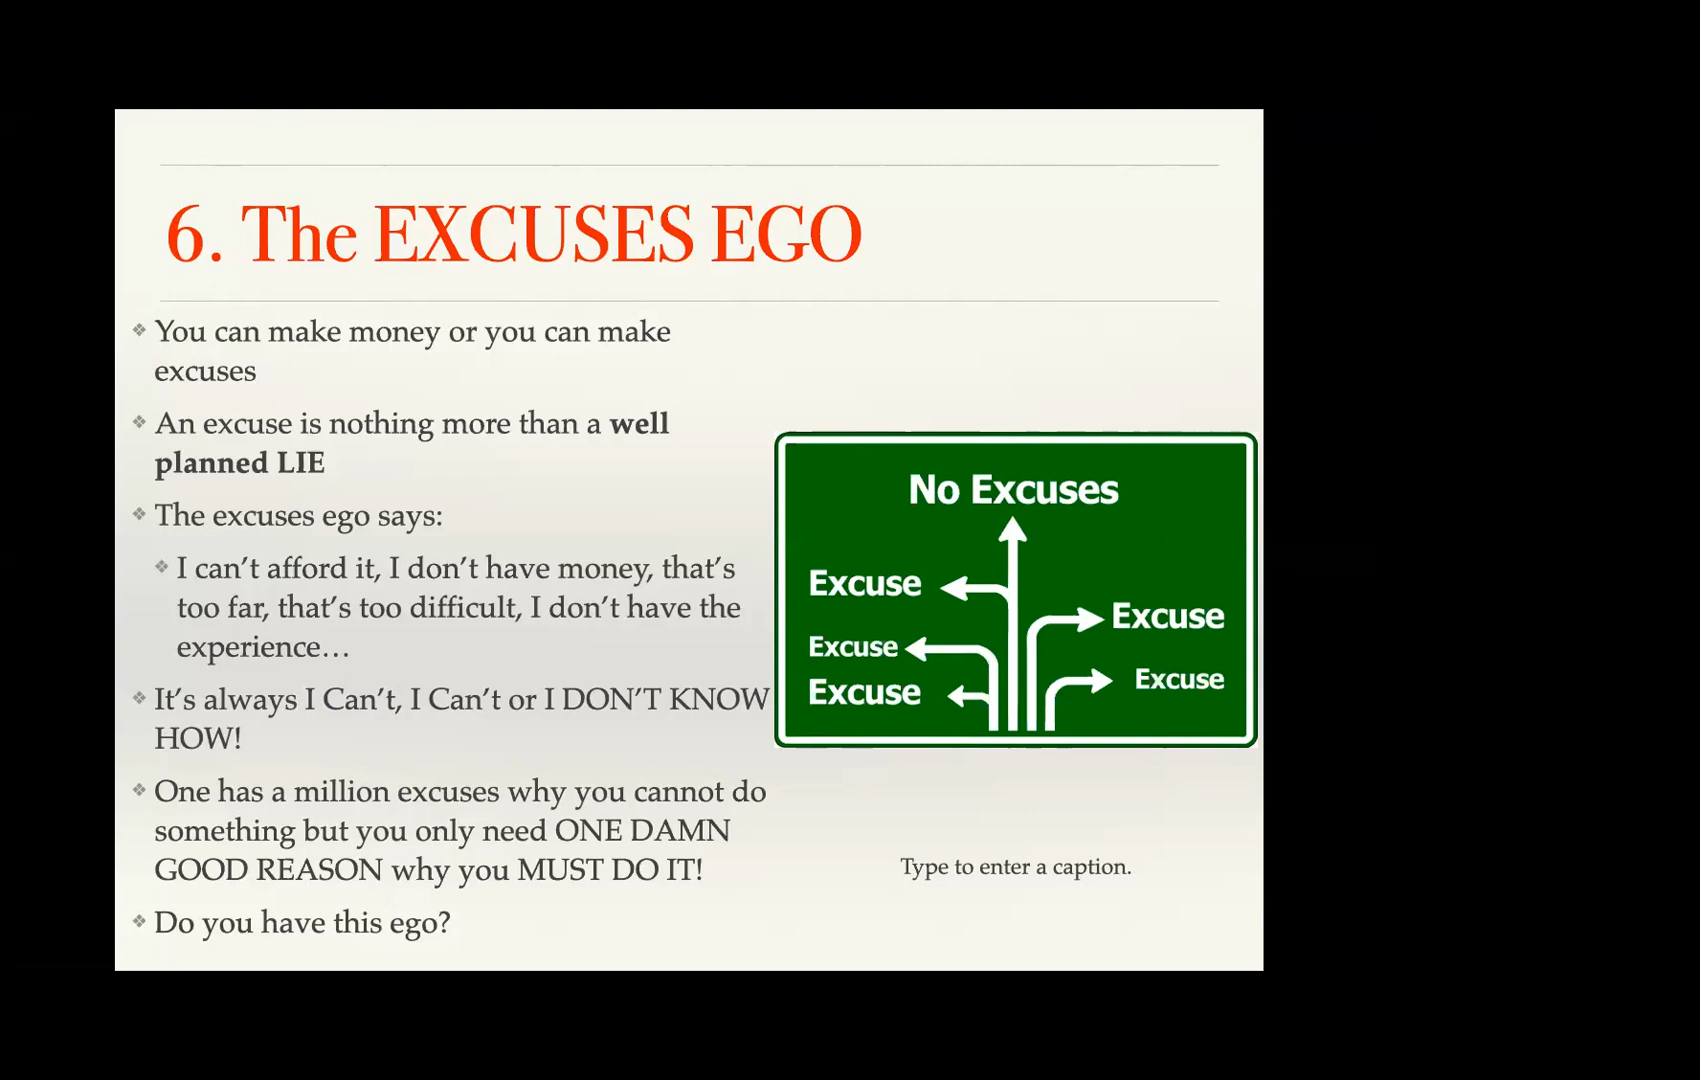 6. The EXCUSES EGO
You can make money or you can make
excuses
An excuse is nothing more than a well
planned LIE
The excuses ego says:
I can’t afford it, I don’t have money, that’s
too far, that’s too difficult, I don’t have the
experience…
It’s always I Can’t, I Can’t or I DON’T KNOW
HOW!
One has a million excuses why you cannot do
something but you only need ONE DAMN
GOOD REASON why you MUST DO IT!
Do you have this ego?
No Excuses
Excuse
Excuse
Excuse
Excuse
Excuse
Type to enter a caption.